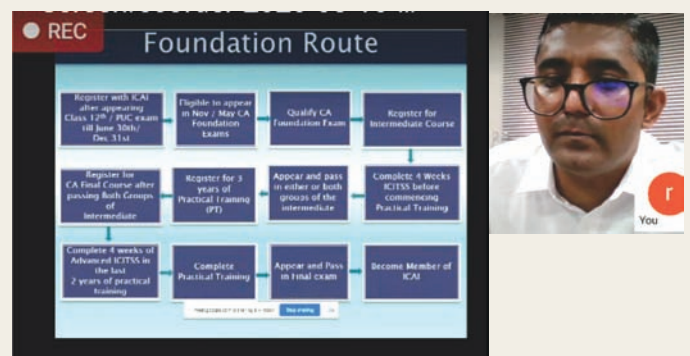 REC
Foundation Route
Register with ICAI
after appearing
Class 12th / PUC exam
till June 30th/
Dec 31st
Eligible to appear
in Nov / May CA
Foundation
Exams
Qualify CA
Foundation Exam
Register for
Intermediate Course
Register for
CA Final Course after
passing Both Groups
of
Intermediate
Register for 3
years of
Practical Training
(PT)
Appear and pass
in either or both
groups of the
intermediate
Complete 4 Weeks
ICITSS before
commencing
Practical Training
Complete 4 weeks of
Advanced ICITSS in
the last
2 years of practical
training
Complete
Practical Training
Appear and Pass
in Final exam
Become Member of
ICAI
Stop sharing
r
You